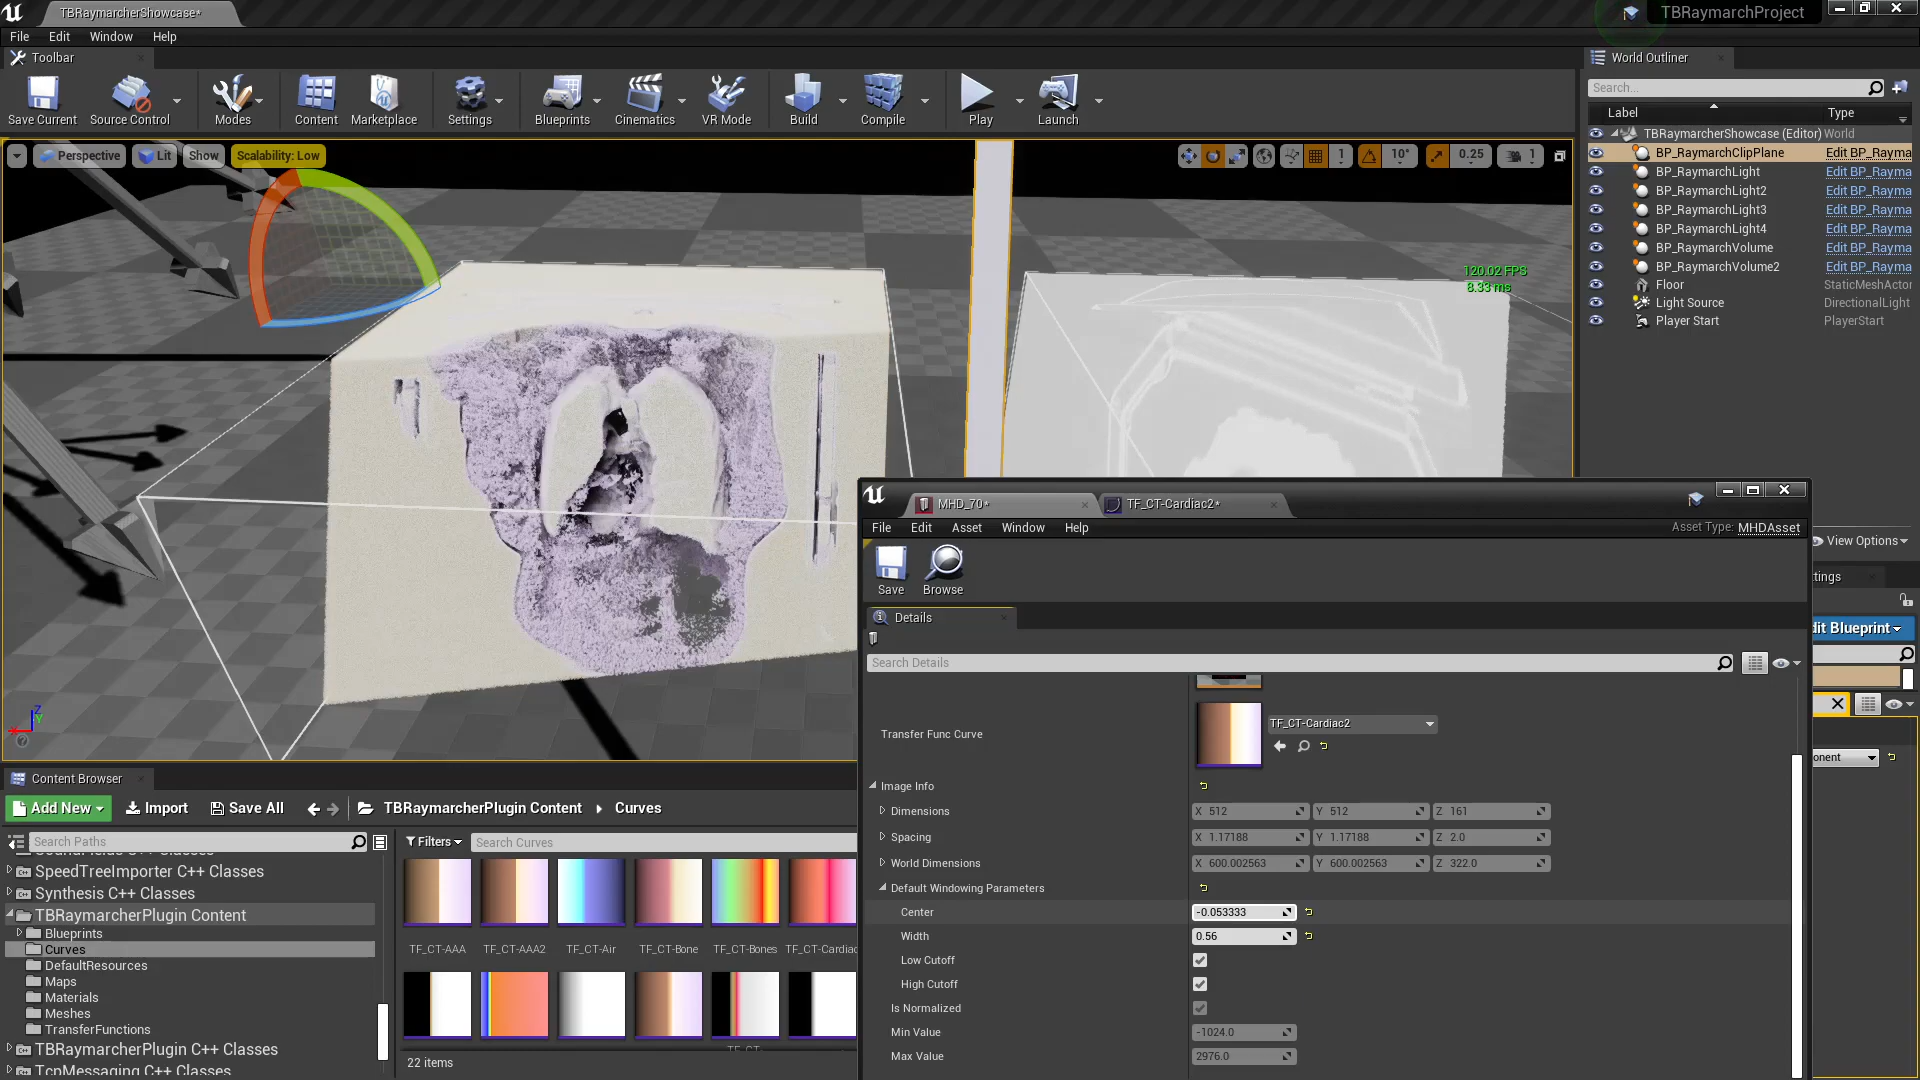 TBRaymarcherShowcase*
TBRaymarchProject
File Edit Window Help
Toolbar
World Outliner
Save Current
Source Control
Modes
Content
Marketplace
Settings
Blueprints
Cinematics
VR Mode
Build
Compile
Play
Launch
Search...
Label Type
TBRaymarcherShowcase (Editor) World
BP_RaymarchClipPlane Edit BP_Rayma
BP_RaymarchLight Edit BP_Rayma
BP_RaymarchLight2 Edit BP_Rayma
BP_RaymarchLight3 Edit BP_Rayma
BP_RaymarchLight4 Edit BP_Rayma
BP_RaymarchVolume Edit BP_Rayma
BP_RaymarchVolume2 Edit BP_Rayma
Floor StaticMeshActor
Light Source DirectionalLight
Player Start PlayerStart
View Options
Perspective Lit Show Scalability: Low
1 10° 0.25 1
120.02 FPS
8.33 ms
Z
Y
X
MHD_70*
TF_CT-Cardiac2*
File Edit Asset Window Help
Asset Type: MHDAsset
Save
Browse
Details
Search Details
Transfer Func Curve
TF_CT-Cardiac2
Image Info
Dimensions X 512 Y 512 Z 161
Spacing X 1.17188 Y 1.17188 Z 2.0
World Dimensions X 600.002563 Y 600.002563 Z 322.0
Default Windowing Parameters
Center -0.053333
Width 0.56
Low Cutoff
High Cutoff
Is Normalized
Min Value -1024.0
Max Value 2976.0
ttings
dit Blueprint
onent
Content Browser
Add New Import Save All TBRaymarcherPlugin Content Curves
Search Paths
Filters
Search Curves
SpeedTreeImporter C++ Classes
Synthesis C++ Classes
TBRaymarcherPlugin Content
Blueprints
Curves
DefaultResources
Maps
Materials
Meshes
TransferFunctions
TBRaymarcherPlugin C++ Classes
TcpMessaging C++ Classes
TF_CT-AAA
TF_CT-AAA2
TF_CT-Air
TF_CT-Bone
TF_CT-Bones
TF_CT-Cardiac
TF_CT-
22 items